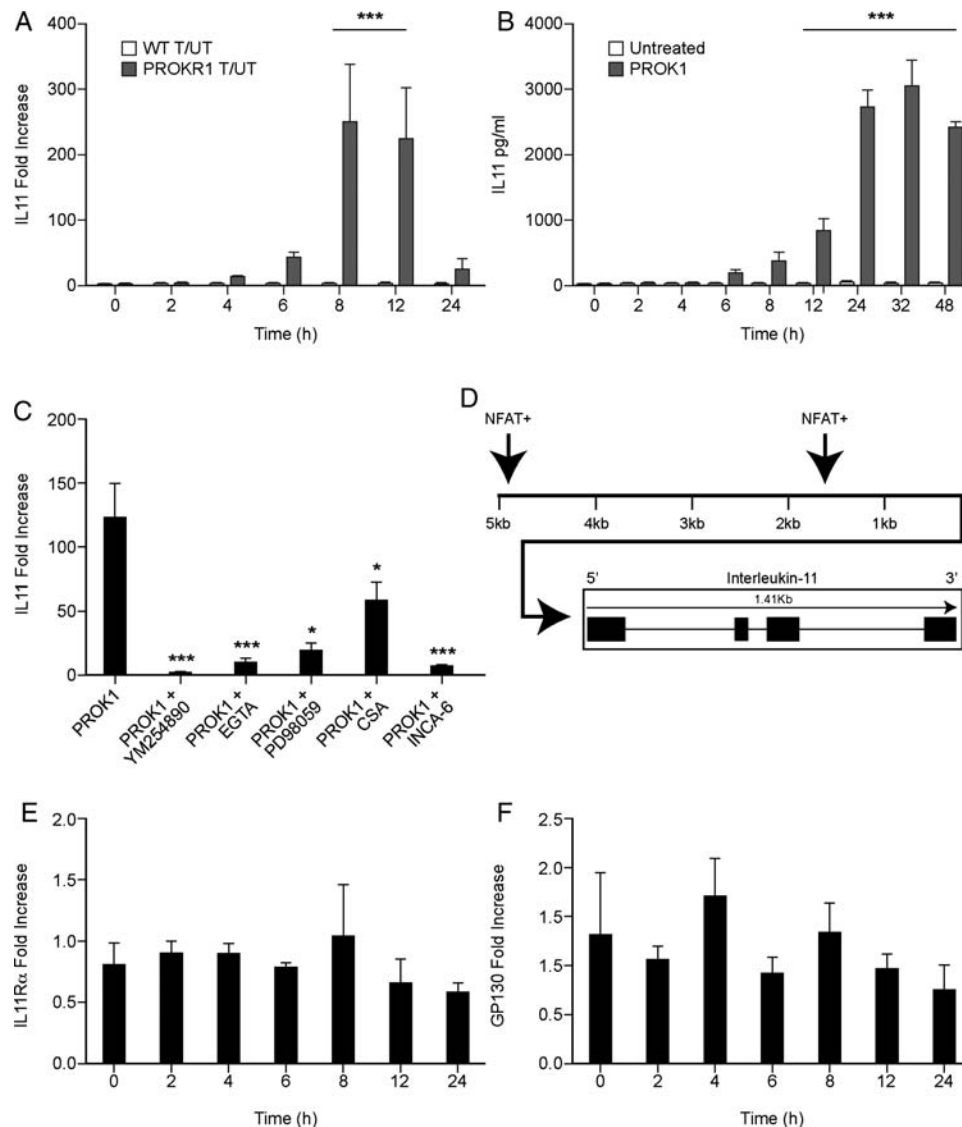 A
IL11 Fold Increase
400
300
200
100
0
WT T/UT
PROKR1 T/UT
***
0 2 4 6 8 12 24
Time (h)
B
IL11 pg/ml
4000
3000
2000
1000
0
Untreated
PROK1
***
0 2 4 6 8 12 24 32 48
Time (h)
C
IL11 Fold Increase
200
150
100
50
0
***
***
*
*
***
PROK1
PROK1 +
YM254890
PROK1 +
EGTA
PROK1 +
PD98059
PROK1 +
CSA
PROK1 +
INCA-6
D
NFAT+ NFAT+
5kb 4kb 3kb 2kb 1kb
5' Interleukin-11 3'
1.41Kb
E
IL11Rα Fold Increase
2.0
1.5
1.0
0.5
0.0
0 2 4 6 8 12 24
Time (h)
F
GP130 Fold Increase
2.5
2.0
1.5
1.5
1.5
0.0
0 2 4 6 8 12 24
Time (h)